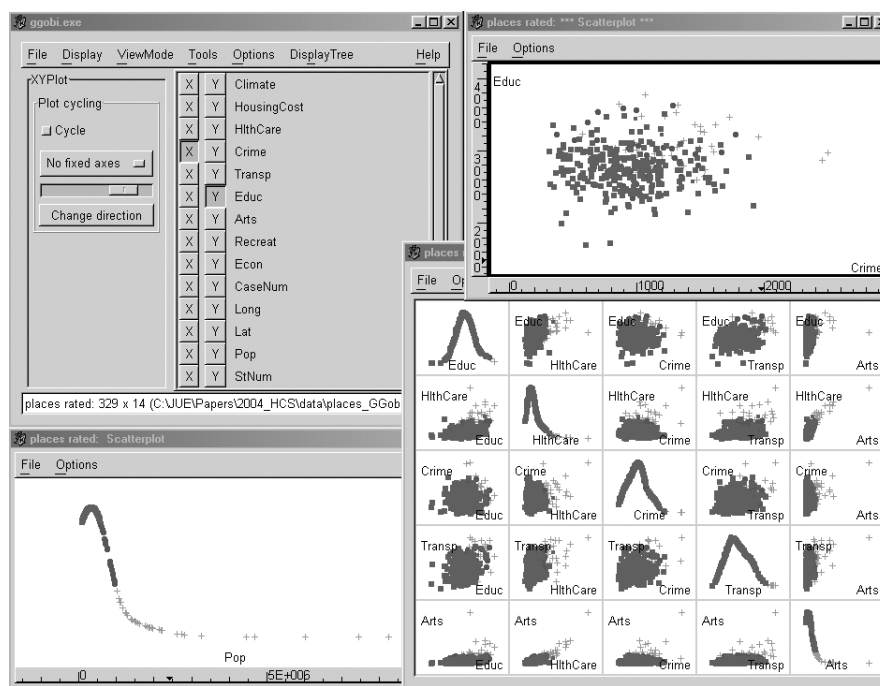 ggobi.exe
File Display ViewMode Tools Options DisplayTree Help
XYPlot
Plot cycling
Cycle
No fixed axes
Change direction
X Y Climate
X Y HousingCost
X Y HlthCare
X Y Crime
X Y Transp
X Y Educ
X Y Arts
X Y Recreat
X Y Econ
X Y CaseNum
X Y Long
X Y Lat
X Y Pop
X Y StNum
places rated: 329 x 14 (C:\JUE\Papers\2004_HCS\data\places_GGob
places rated: *** Scatterplot ***
File Options
Educ
4000
3000
2000
Crime
0 1000 2000
places rated: Scatterplot
File Options
Pop
0 5E+006
places r
File Op
Educ Educ Educ Educ
Educ HlthCare Crime Transp Arts
HlthCare HlthCare HlthCare HlthCare
Educ HlthCare Crime Transp Arts
Crime Crime Crime Crime
Educ HlthCare Crime Transp Arts
Transp Transp Transp Transp
Educ HlthCare Crime Transp Arts
Arts Arts Arts Arts
Educ HlthCare Crime Transp Arts